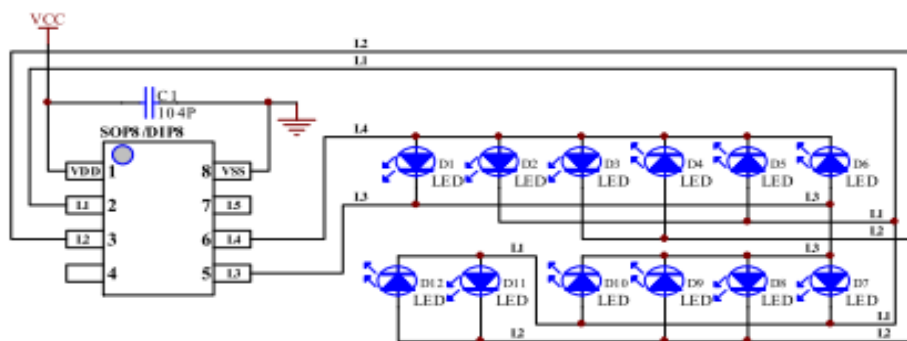 VCC
L2
L1
C1
104P
SOP8/DIP8
VDD 1 8 VSS
L1 2 7 L5
L2 3 6 L4
4 5 L3
L4
D1 LED
D2 LED
D3 LED
D4 LED
D5 LED
D6 LED
L3
L3
L1
L2
L1
L3
D12 LED
D11 LED
D10 LED
D9 LED
D8 LED
D7 LED
L1
L2
L2